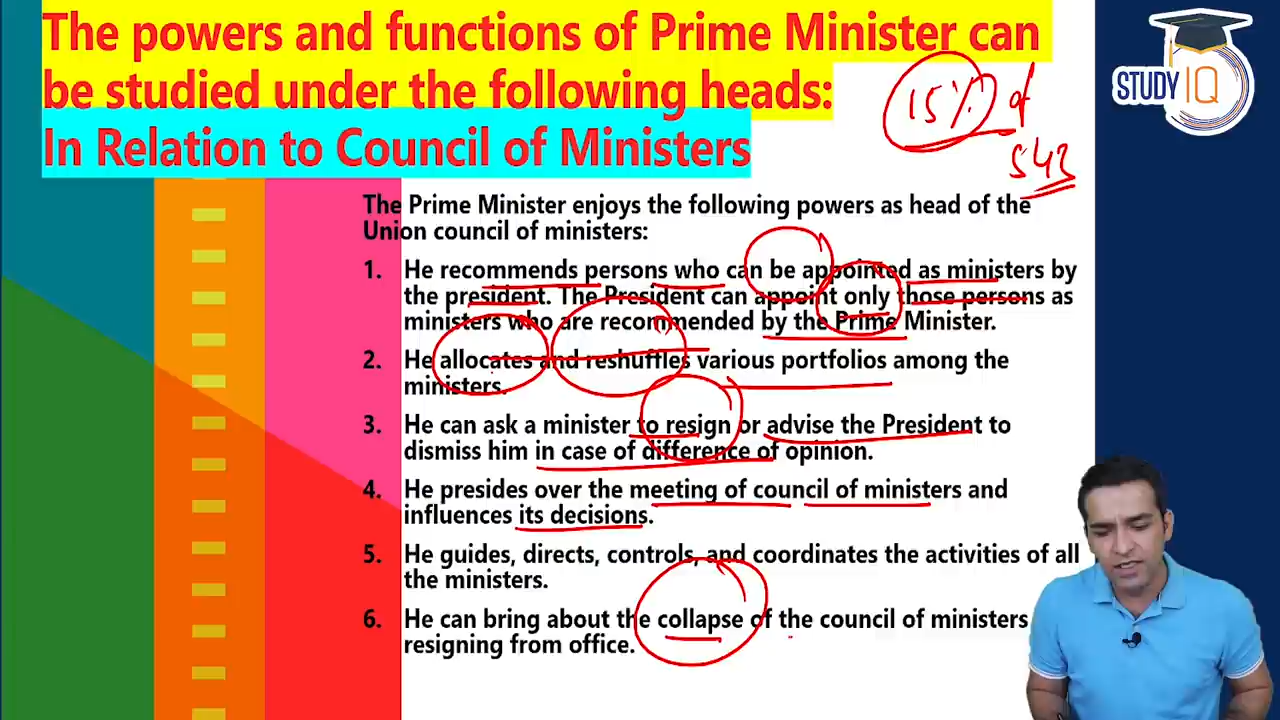 The powers and functions of Prime Minister can
be studied under the following heads:
In Relation to Council of Ministers
15% of
543
STUDY IQ
The Prime Minister enjoys the following powers as head of the
Union council of ministers:
1. He recommends persons who can be appointed as ministers by
the president. The President can appoint only those persons as
ministers who are recommended by the Prime Minister.
2. He allocates and reshuffles various portfolios among the
ministers.
3. He can ask a minister to resign or advise the President to
dismiss him in case of difference of opinion.
4. He presides over the meeting of council of ministers and
influences its decisions.
5. He guides, directs, controls, and coordinates the activities of all
the ministers.
6. He can bring about the collapse of the council of ministers
resigning from office.